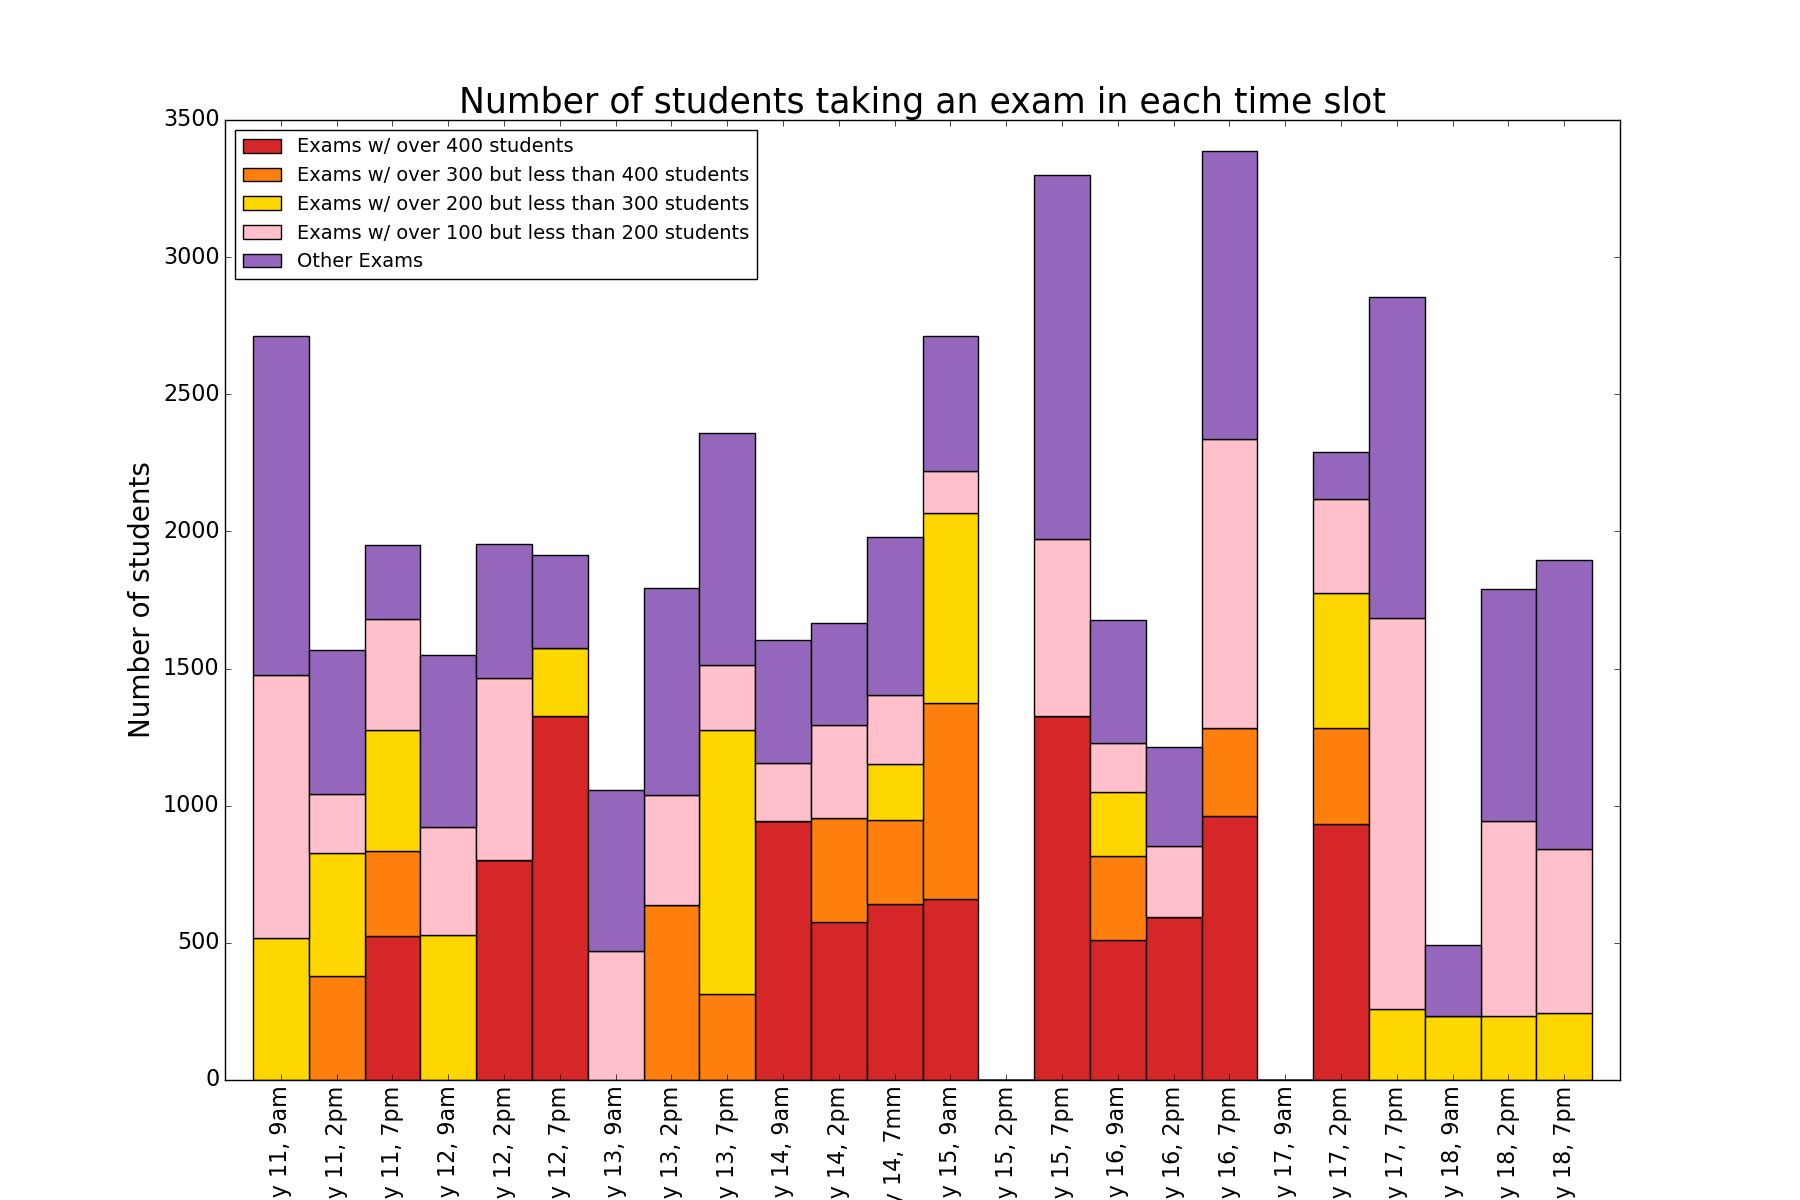 Number of students taking an exam in each time slot
3500
3000
2500
2000
1500
1000
500
0
Number of students
Exams w/ over 400 students
Exams w/ over 300 but less than 400 students
Exams w/ over 200 but less than 300 students
Exams w/ over 100 but less than 200 students
Other Exams
y 11, 9am
y 11, 2pm
y 11, 7pm
y 12, 9am
y 12, 2pm
y 12, 7pm
y 13, 9am
y 13, 2pm
y 13, 7pm
y 14, 9am
y 14, 2pm
y 14, 7mm
y 15, 9am
y 15, 2pm
y 15, 7pm
y 16, 9am
y 16, 2pm
y 16, 7pm
y 17, 9am
y 17, 2pm
y 17, 7pm
y 18, 9am
y 18, 2pm
y 18, 7pm